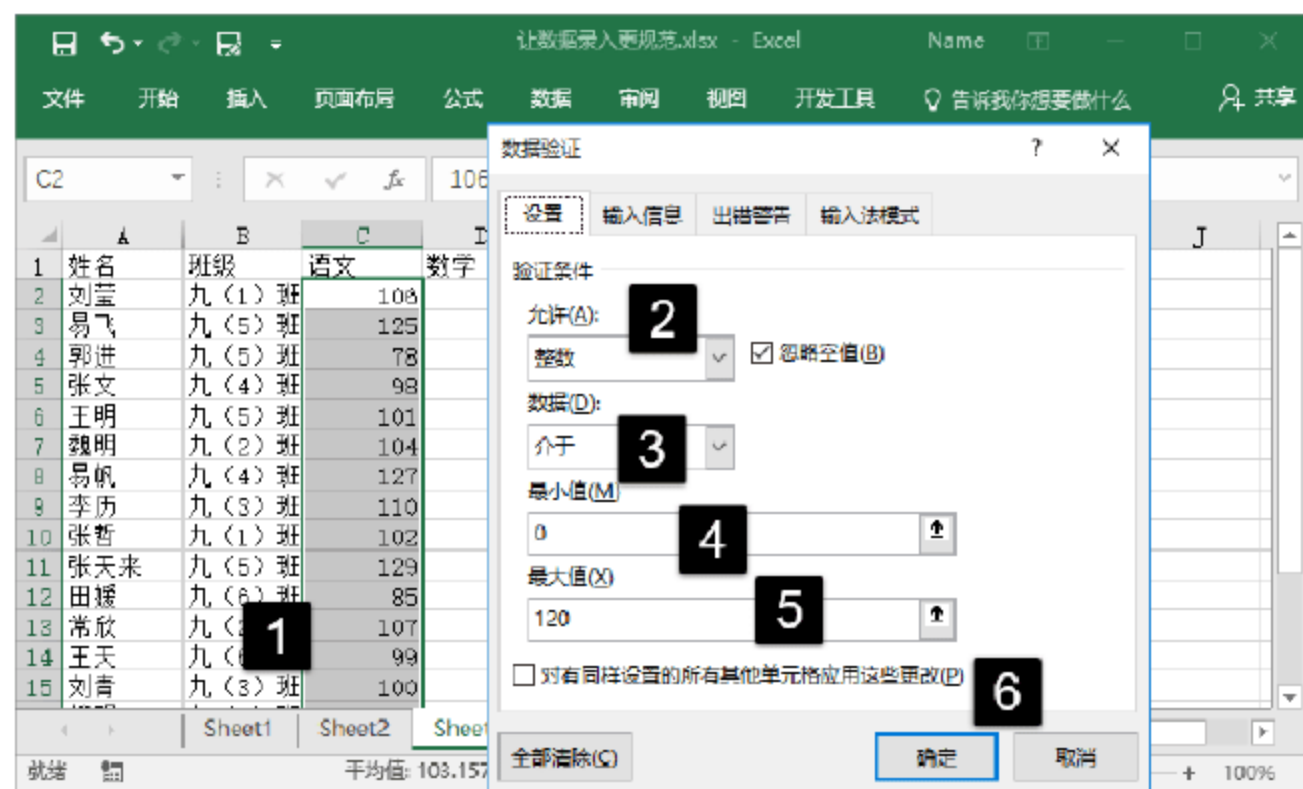 让数据录入更规范.xlsx - Excel Name
文件 开始 插入 页面布局 公式 数据 审阅 视图 开发工具 告诉我你想要做什么 共享
数据验证 ? ×
C2 fx 106
设置 输入信息 出错警告 输入法模式
A B C D J
验证条件
1 姓名 班级 语文 数学
2 刘莹 九（1）班 106
允许(A): 2
3 易飞 九（5）班 125
整数 忽略空值(B)
4 郭进 九（5）班 78
5 张文 九（4）班 98
数据(D):
6 王明 九（5）班 101
介于 3
7 魏明 九（2）班 104
8 易帆 九（4）班 127
最小值(M)
9 李历 九（3）班 110
0 4
10 张哲 九（1）班 102
11 张天来 九（5）班 129
最大值(X)
12 田媛 九（6）班 85
120 5
13 常欣 九 107
1
14 王天 九 99
对有同样设置的所有其他单元格应用这些更改(P) 6
15 刘青 九（3）班 100
Sheet1 Sheet2 Sheet
全部清除(C) 确定 取消
就绪 平均值: 103.157 + 100%